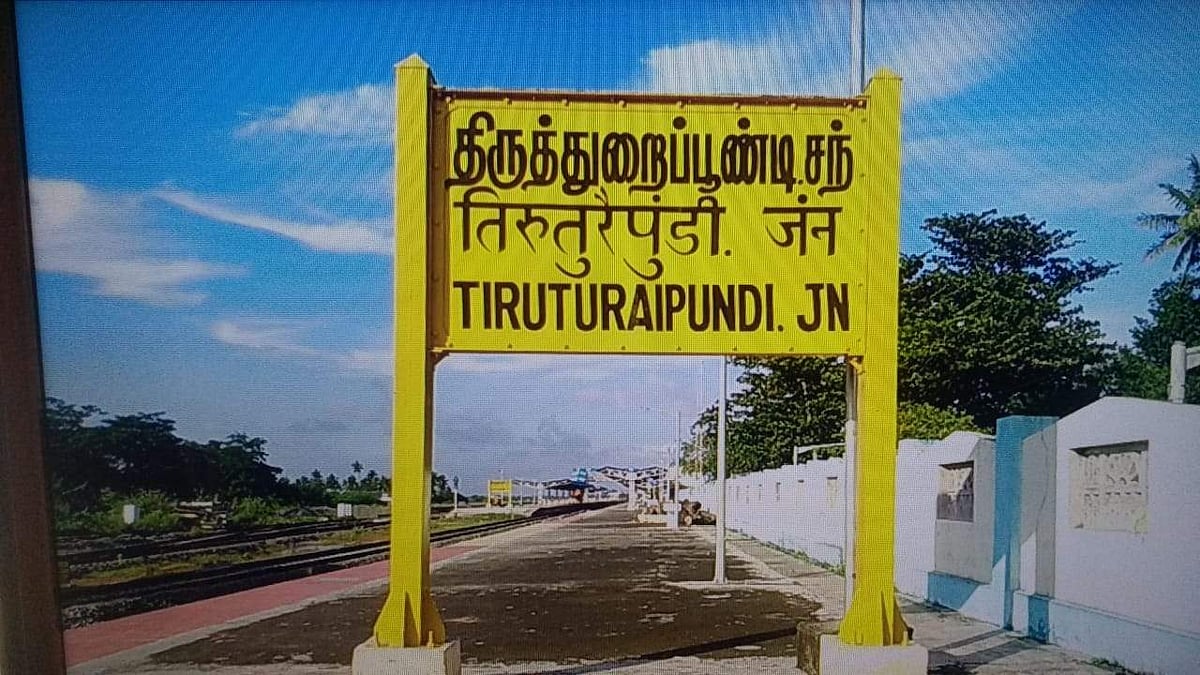 திருத்துறைப்பூண்டி.சந்
तिरुतुरैपुंडी. जंन
TIRUTURAIPUNDI. JN